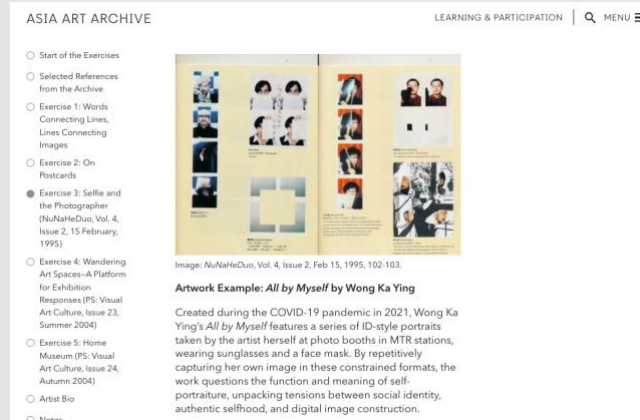 ASIA ART ARCHIVE
LEARNING & PARTICIPATION
MENU
Start of the Exercises
Selected References
from the Archive
Exercise 1: Words
Connecting Lines,
Lines Connecting
Images
Exercise 2: On
Postcards
Exercise 3: Selfie and
the Photographer
(NuNaHeDuo, Vol. 4,
Issue 2, 15 February,
1995)
Exercise 4: Wandering
Art Spaces—A Platform
for Exhibition
Responses (PS: Visual
Art Culture, Issue 23,
Summer 2004)
Exercise 5: Home
Museum (PS: Visual
Art Culture, Issue 24,
Autumn 2004)
Artist Bio
Notes
Image: NuNaHeDuo, Vol. 4, Issue 2, Feb 15, 1995, 102-103.
Artwork Example: All by Myself by Wong Ka Ying
Created during the COVID-19 pandemic in 2021, Wong Ka
Ying's All by Myself features a series of ID-style portraits
taken by the artist herself at photo booths in MTR stations,
wearing sunglasses and a face mask. By repetitively
capturing her own image in these constrained formats, the
work questions the function and meaning of self-
portraiture, unpacking tensions between social identity,
authentic selfhood, and digital image construction.